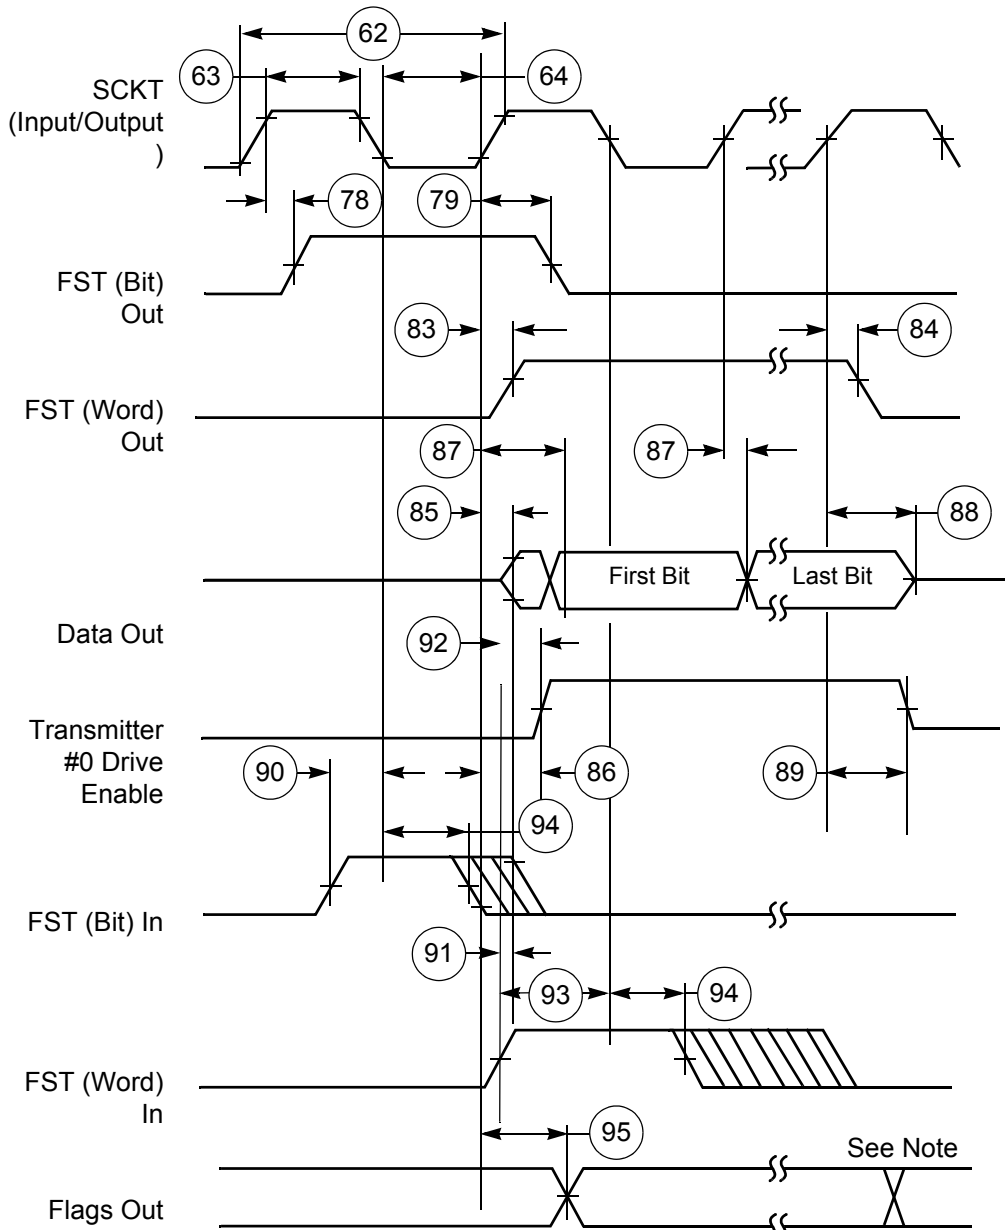 62
63
64
SCKT
(Input/Output
)
78
79
FST (Bit)
Out
83
84
FST (Word)
Out
87
87
85
88
First Bit
Last Bit
Data Out
92
Transmitter
#0 Drive
Enable
90
86
89
94
FST (Bit) In
91
93
94
FST (Word)
In
95
See Note
Flags Out